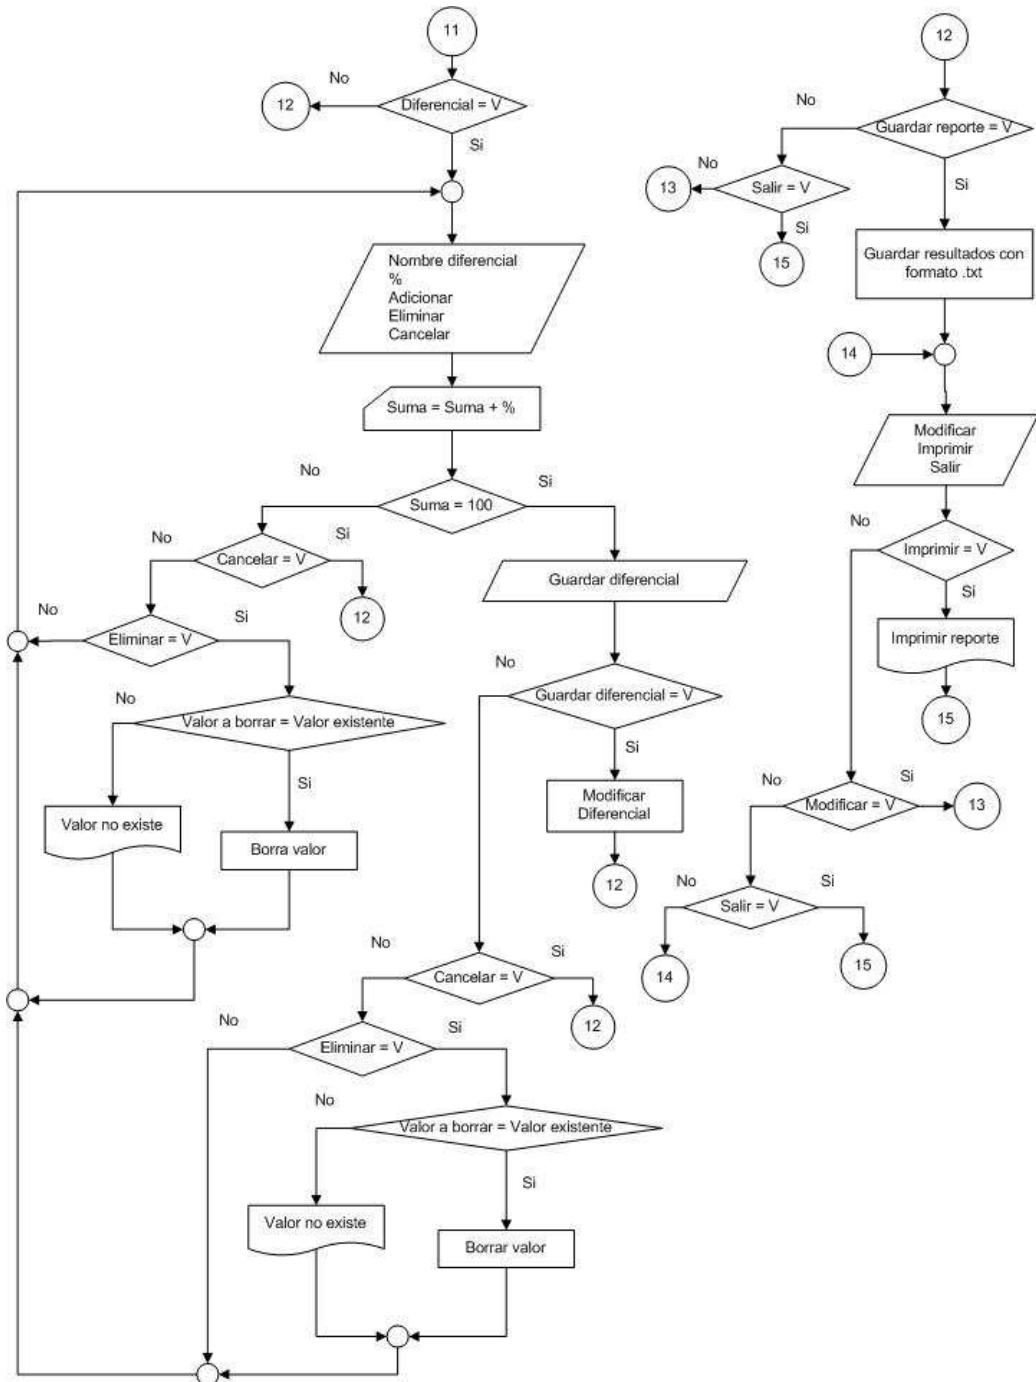 11
No
12
Diferencial = V
Si
Nombre diferencial
%
Adicionar
Eliminar
Cancelar
Suma = Suma + %
No
Suma = 100
Si
No
Cancelar = V
Si
12
No
Eliminar = V
Si
No
Valor a borrar = Valor existente
Si
Valor no existe
Borra valor
Guardar diferencial
No
Guardar diferencial = V
Si
Modificar
Diferencial
12
No
Cancelar = V
Si
12
No
Eliminar = V
Si
No
Valor a borrar = Valor existente
Si
Valor no existe
Borrar valor
12
No
Guardar reporte = V
Si
No
13
Salir = V
Si
15
Guardar resultados con
formato .txt
14
Modificar
Imprimir
Salir
No
Imprimir = V
Si
Imprimir reporte
15
No
Modificar = V
Si
13
No
Salir = V
Si
14
15